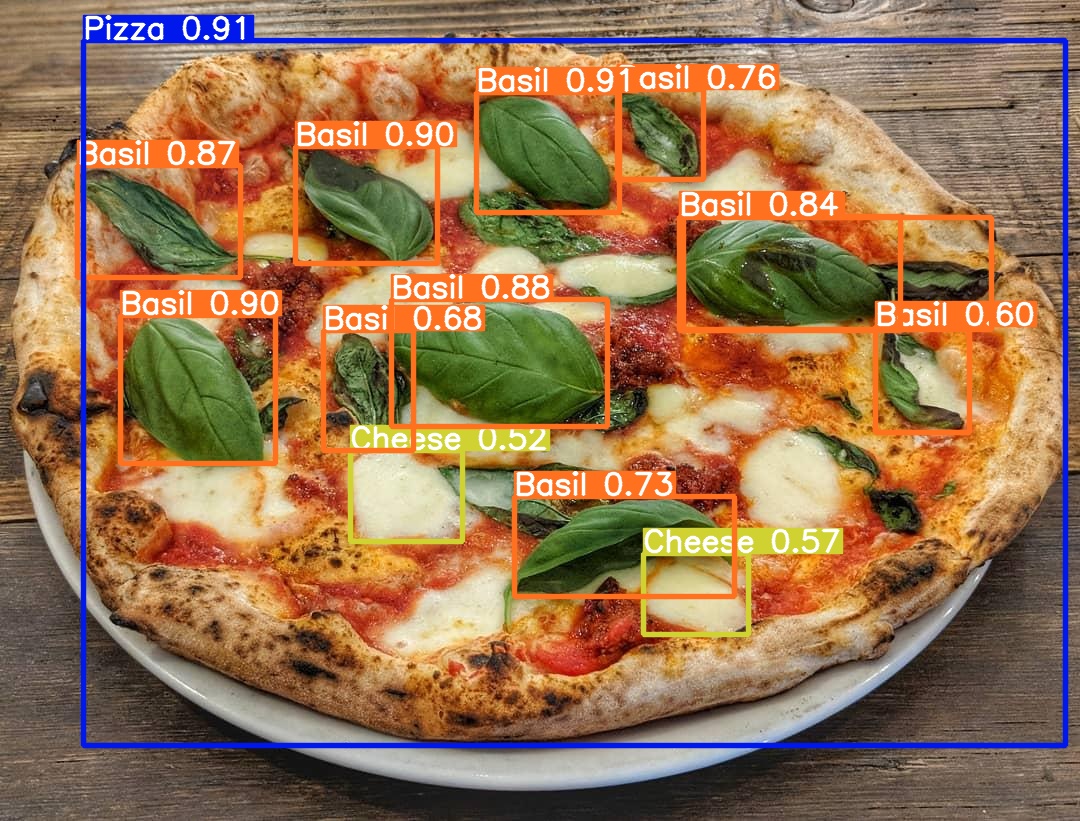 Pizza 0.91
Basil 0.91
asil 0.76
Basil 0.90
Basil 0.87
Basil 0.84
Basil 0.88
Basil 0.90
Basi 0.68
Basil 0.60
Cheese 0.52
Basil 0.73
Cheese 0.57